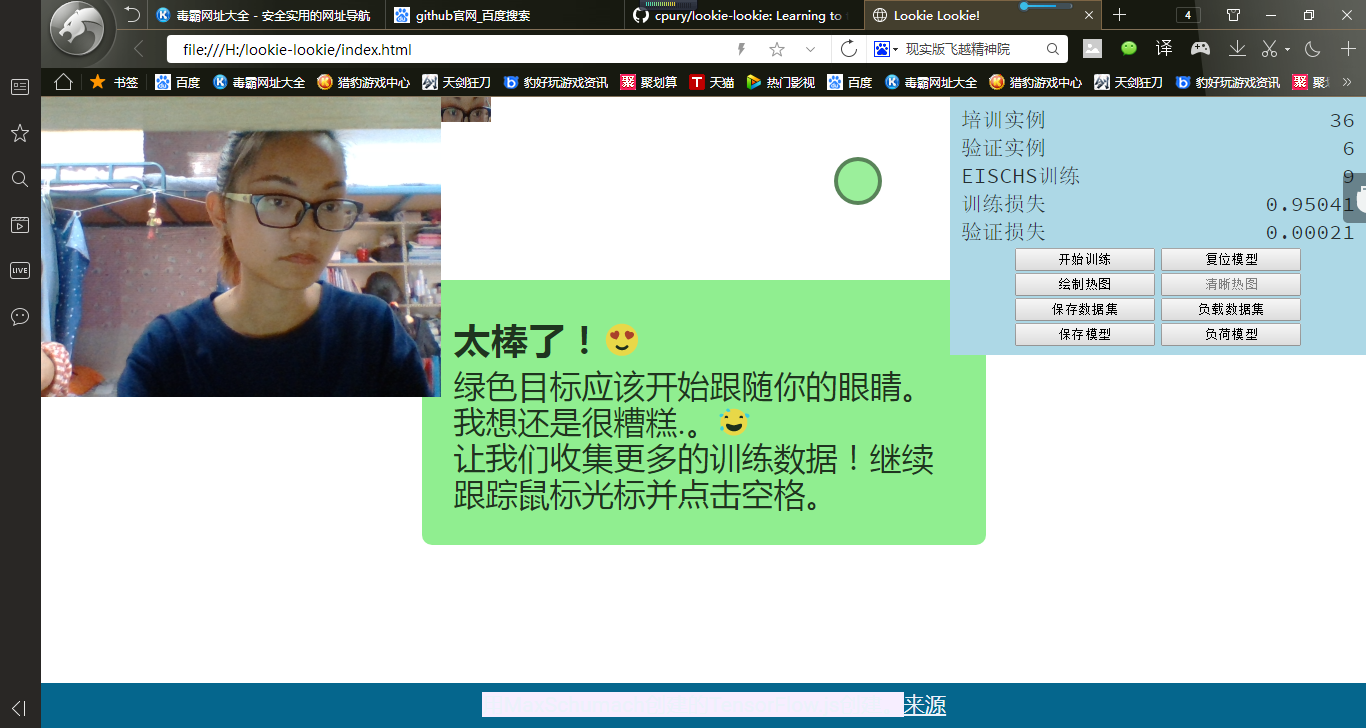 毒霸网址大全 - 安全实用的网址导航
github官网_百度搜索
cpury/lookie-lookie: Learning to
Lookie Lookie!
4
file:///H:/lookie-lookie/index.html
现实版飞越精神院
译
书签 百度 毒霸网址大全 猎豹游戏中心 天剑狂刀 豹好玩游戏资讯 聚划算 天猫 热门影视 百度 毒霸网址大全 猎豹游戏中心 天剑狂刀 豹好玩游戏资讯
LIVE
培训实例 36
验证实例 6
EISCHS训练 9
训练损失 0.95041
验证损失 0.00021
开始训练 复位模型
绘制热图 清晰热图
保存数据集 负载数据集
保存模型 负荷模型
太棒了！😍
绿色目标应该开始跟随你的眼睛。
我想还是很糟糕.。😅
让我们收集更多的训练数据！继续
跟踪鼠标光标并点击空格。
来源